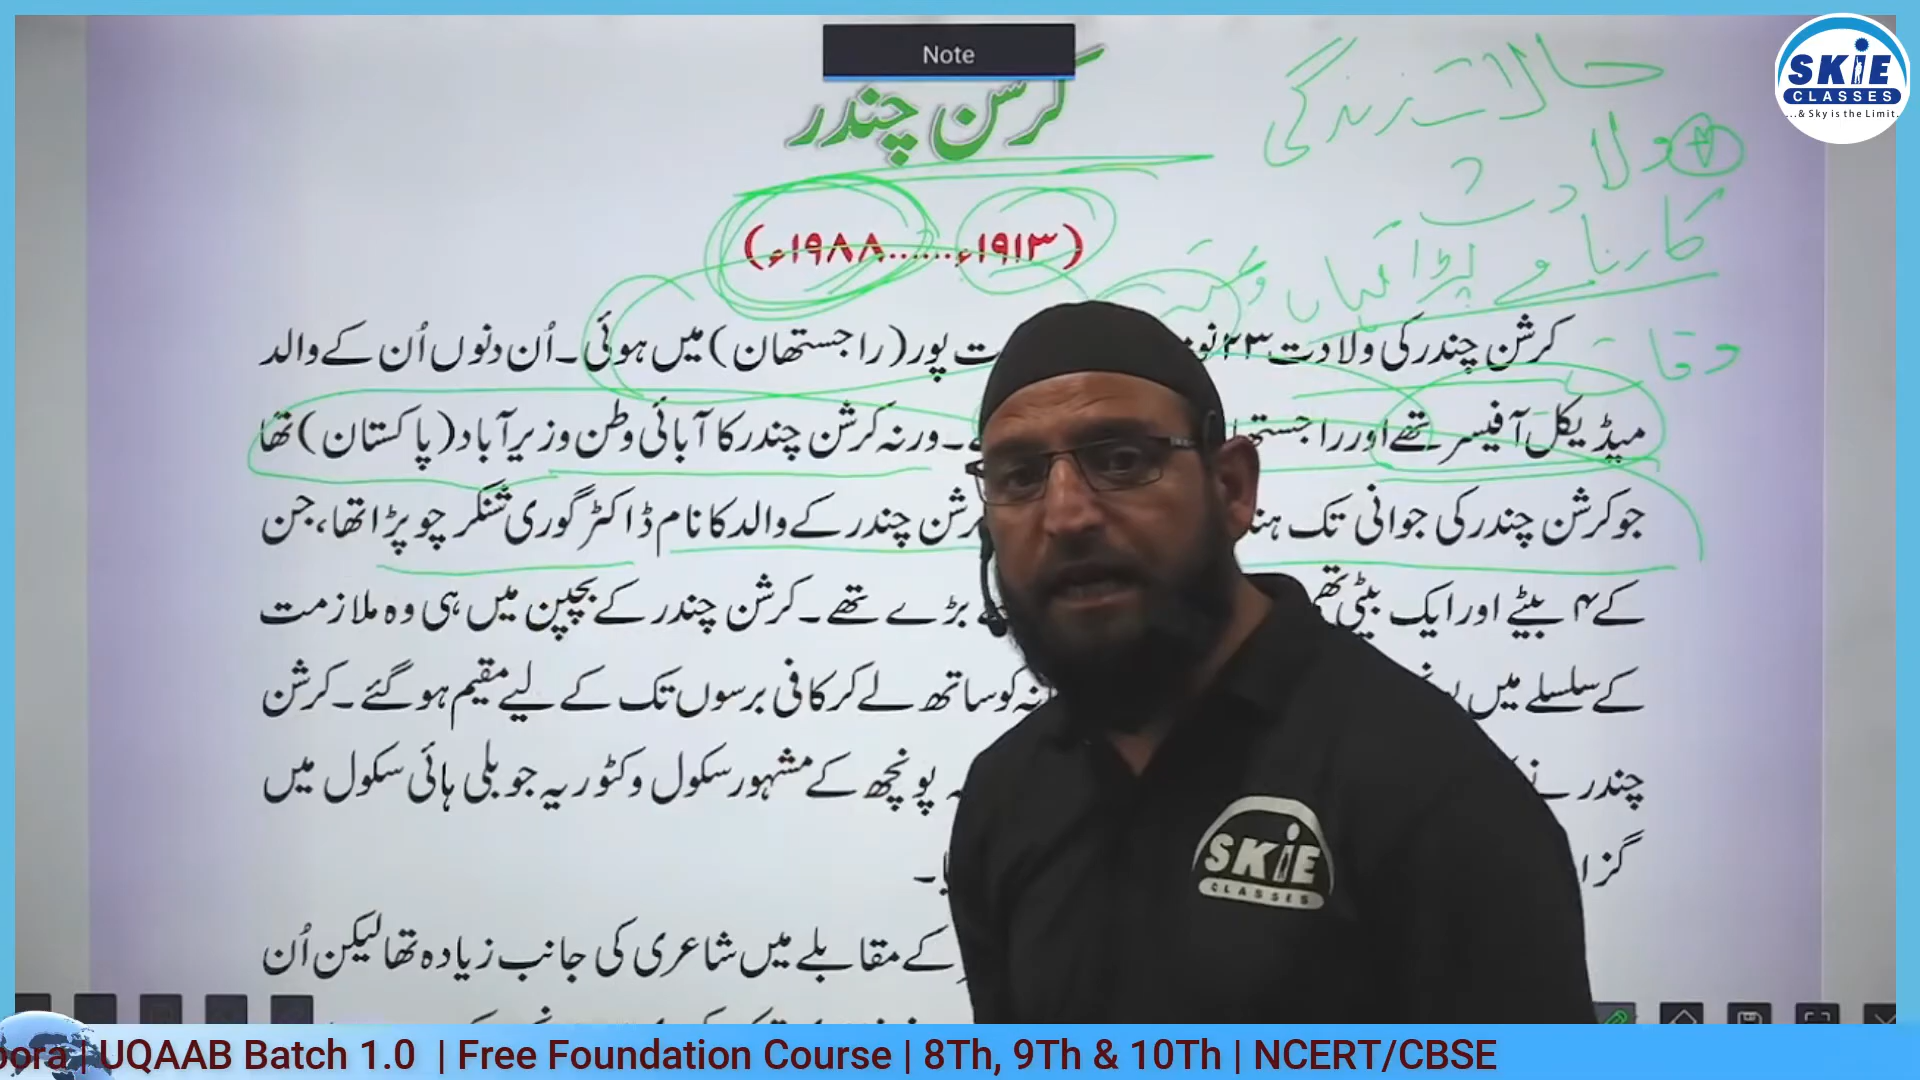 Note
SKiE
CLASSES
...& Sky is the Limit.
کرشن چندر
(۱۹۱۳ء......۱۹۸۸ء)
حالات زندگی
ولادت
کارنامے
کرشن چندر کی ولادت ۲۳ پور (راجستھان) میں ہوئی۔ اُن دنوں اُن کے والد
میڈیکل آفیسر تھے اور ۔ ورنہ کرشن چندر کا آبائی وطن وزیر آباد (پاکستان) تھا
جو کرشن چندر کی جوانی تک کرشن چندر کے والد کا نام ڈاکٹر گوری شنکر چوپڑا تھا، جن
کے ۴ بیٹے اور ایک بیٹی بڑے تھے۔ کرشن چندر کے بچپن میں ہی وہ ملازمت
کے سلسلے میں کو ساتھ لے کر کافی برسوں تک کے لیے مقیم ہو گئے۔ کرشن
چندر پونچھ کے مشہور سکول وکٹوریہ جوبلی ہائی سکول میں
۔
کے مقابلے میں شاعری کی جانب زیادہ تھا لیکن اُن
SKiE
CLASSES
| UQAAB Batch 1.0 | Free Foundation Course | 8Th, 9Th & 10Th | NCERT/CBSE